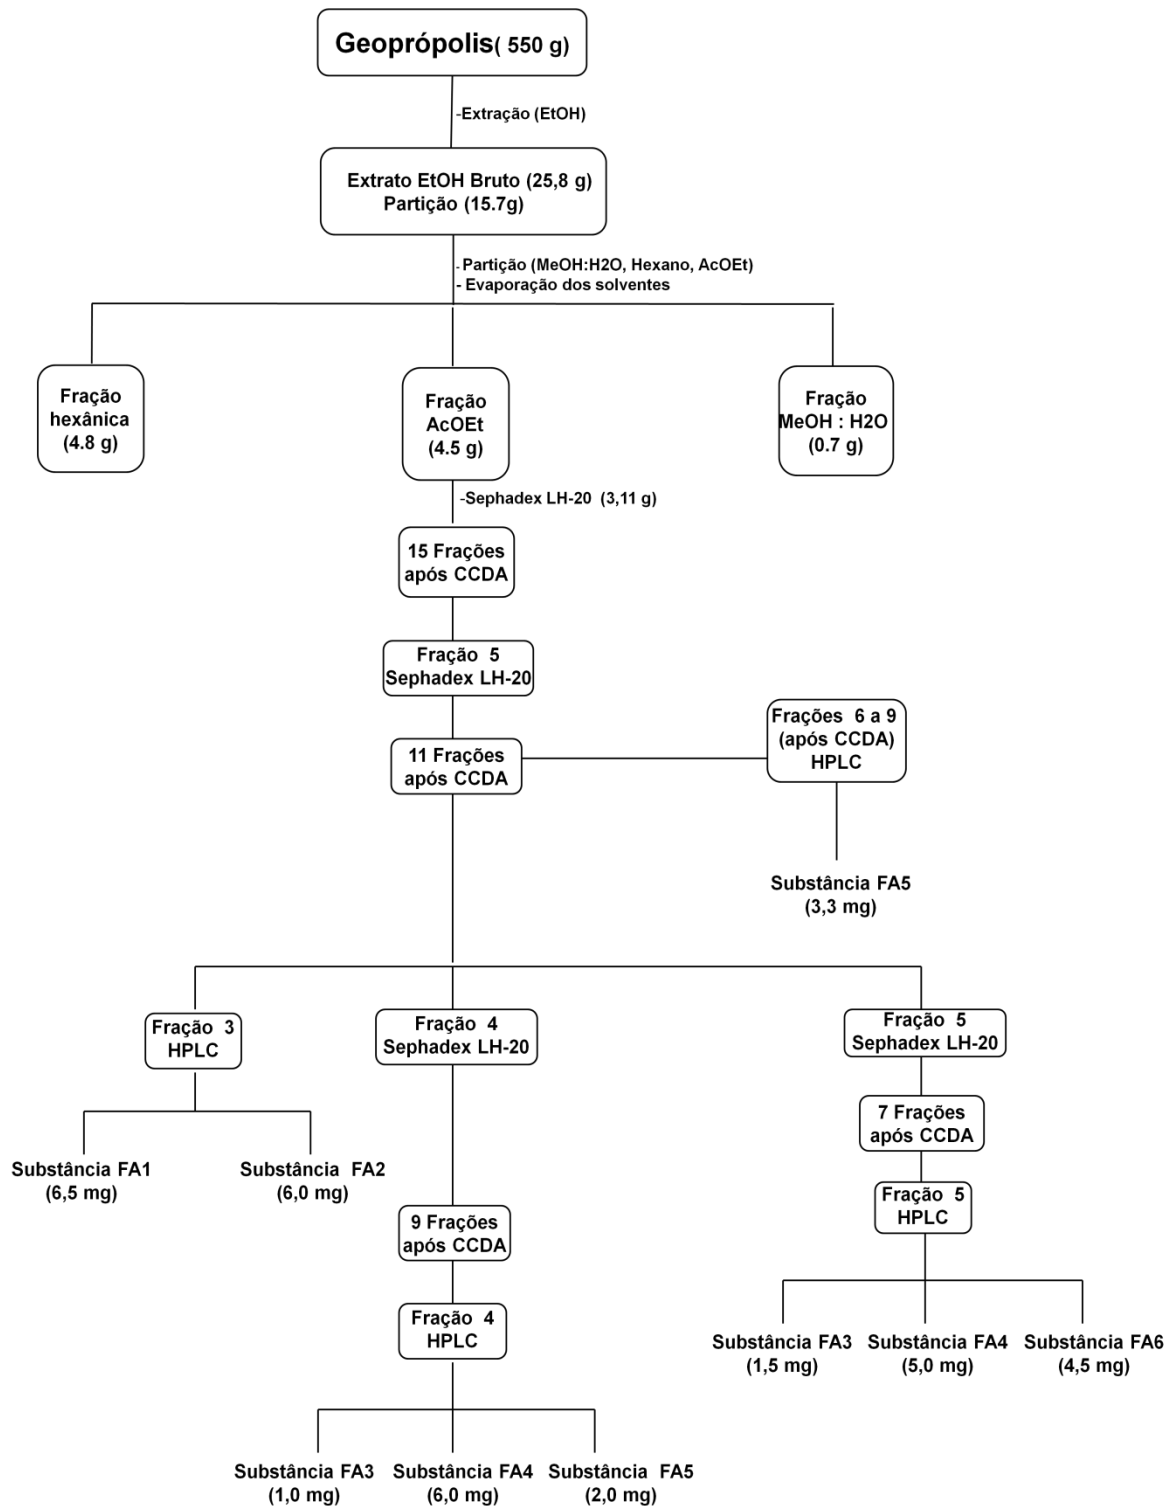 Geoprópolis( 550 g)
-Extração (EtOH)
Extrato EtOH Bruto (25,8 g)
Partição (15.7g)
- Partição (MeOH:H2O, Hexano, AcOEt)
- Evaporação dos solventes
Fração
hexânica
(4.8 g)
Fração
AcOEt
(4.5 g)
Fração
MeOH : H2O
(0.7 g)
-Sephadex LH-20 (3,11 g)
15 Frações
após CCDA
Fração 5
Sephadex LH-20
11 Frações
após CCDA
Frações 6 a 9
(após CCDA)
HPLC
Substância FA5
(3,3 mg)
Fração 3
HPLC
Fração 4
Sephadex LH-20
Fração 5
Sephadex LH-20
7 Frações
após CCDA
Substância FA1
(6,5 mg)
Substância FA2
(6,0 mg)
Fração 5
HPLC
9 Frações
após CCDA
Fração 4
HPLC
Substância FA3
(1,5 mg)
Substância FA4
(5,0 mg)
Substância FA6
(4,5 mg)
Substância FA3
(1,0 mg)
Substância FA4
(6,0 mg)
Substância FA5
(2,0 mg)